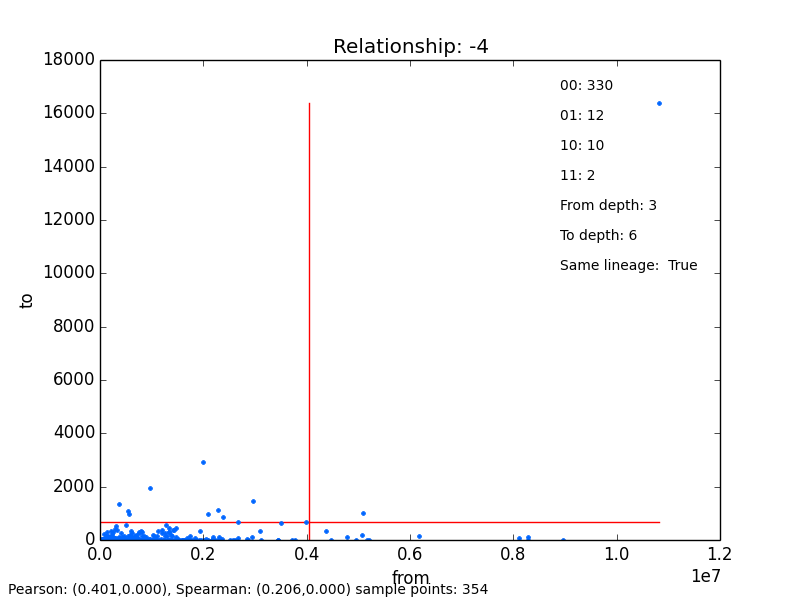 Relationship: -4
18000
16000
14000
12000
10000
8000
6000
4000
2000
0
to
00: 330
01: 12
10: 10
11: 2
From depth: 3
To depth: 6
Same lineage:  True
0.0 0.2 0.4 0.6 0.8 1.0 1.2
from
1e7
Pearson: (0.401,0.000), Spearman: (0.206,0.000) sample points: 354